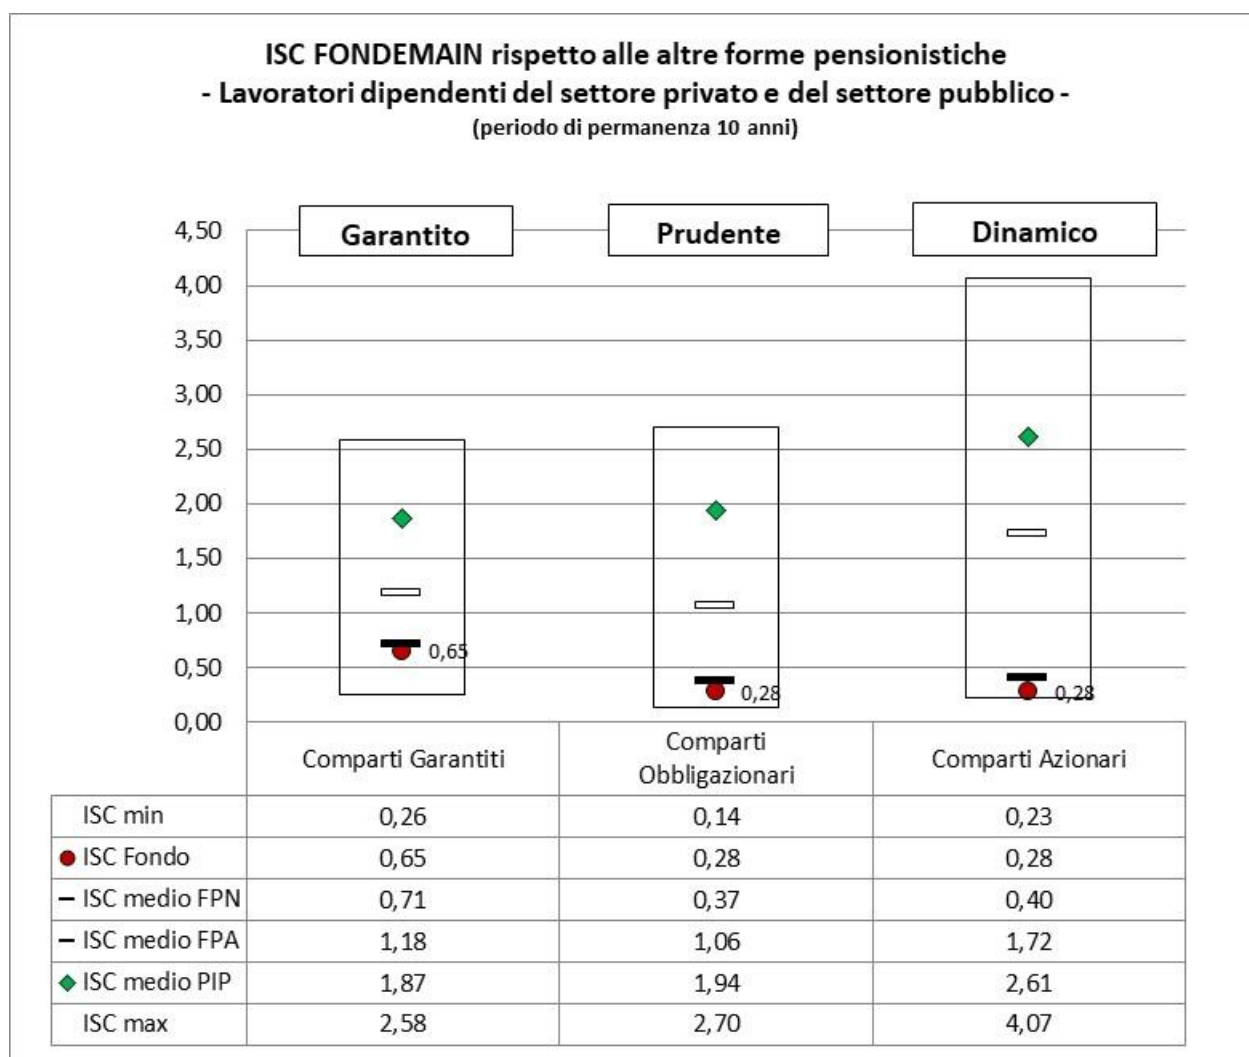 ISC FONDEMAIN rispetto alle altre forme pensionistiche
- Lavoratori dipendenti del settore privato e del settore pubblico -
(periodo di permanenza 10 anni)
Garantito Prudente Dinamico
4,50
4,00
3,50
3,00
2,50
2,00
1,50
1,00
0,50
0,00
0,65
0,28
0,28
Comparti Garantiti
Comparti
Obbligazionari
Comparti Azionari
ISC min 0,26 0,14 0,23
ISC Fondo 0,65 0,28 0,28
ISC medio FPN 0,71 0,37 0,40
ISC medio FPA 1,18 1,06 1,72
ISC medio PIP 1,87 1,94 2,61
ISC max 2,58 2,70 4,07